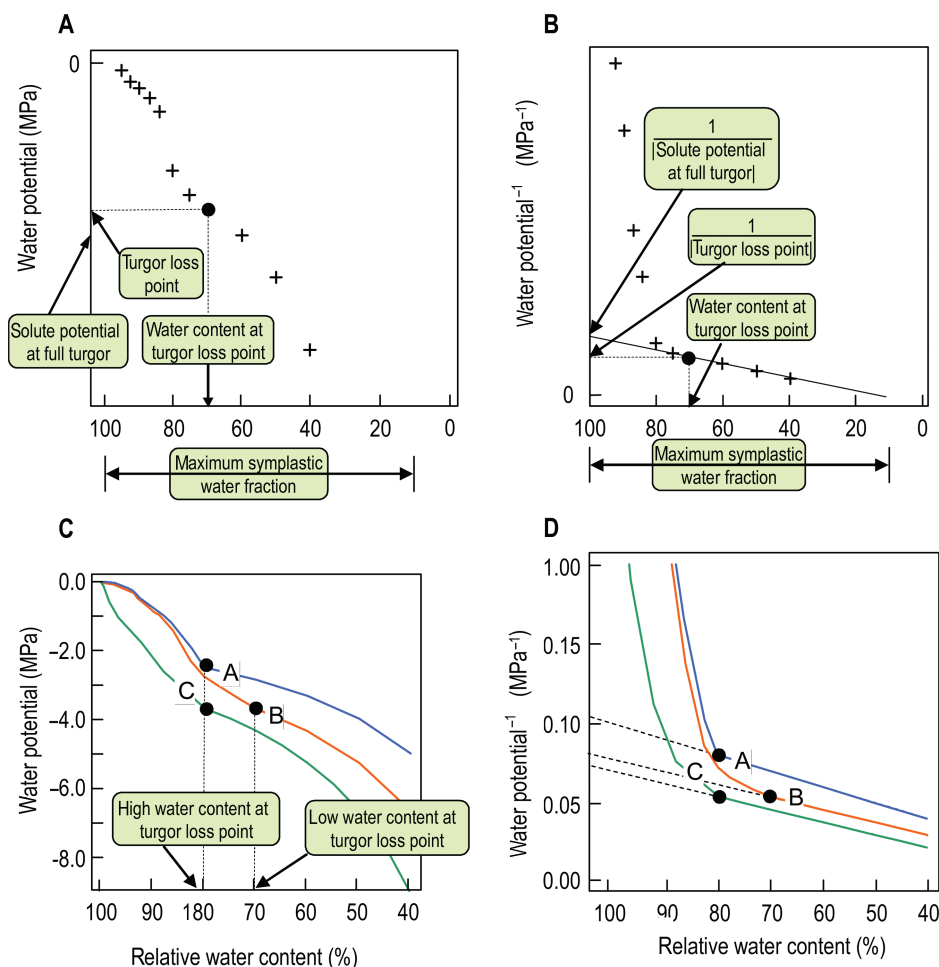 A
0
Water potential (MPa)
Turgor loss
point
Solute potential
at full turgor
Water content at
turgor loss point
100
80
60
40
20
0
Maximum symplastic
water fraction
B
Water potential⁻¹ (MPa⁻¹)
1
|Solute potential
at full turgor|
1
|Turgor loss point|
Water content at
turgor loss point
0
100
80
60
40
20
0
Maximum symplastic
water fraction
C
Water potential (MPa)
0.0
–2.0
–4.0
–6.0
-8.0
A
B
C
High water content at
turgor loss point
Low water content at
turgor loss point
100
90
180
70
60
50
40
Relative water content (%)
D
Water potential⁻¹ (MPa⁻¹)
1.00
0.15
0.10
0.05
0.00
A
B
C
100
90
80
70
60
50
40
Relative water content (%)